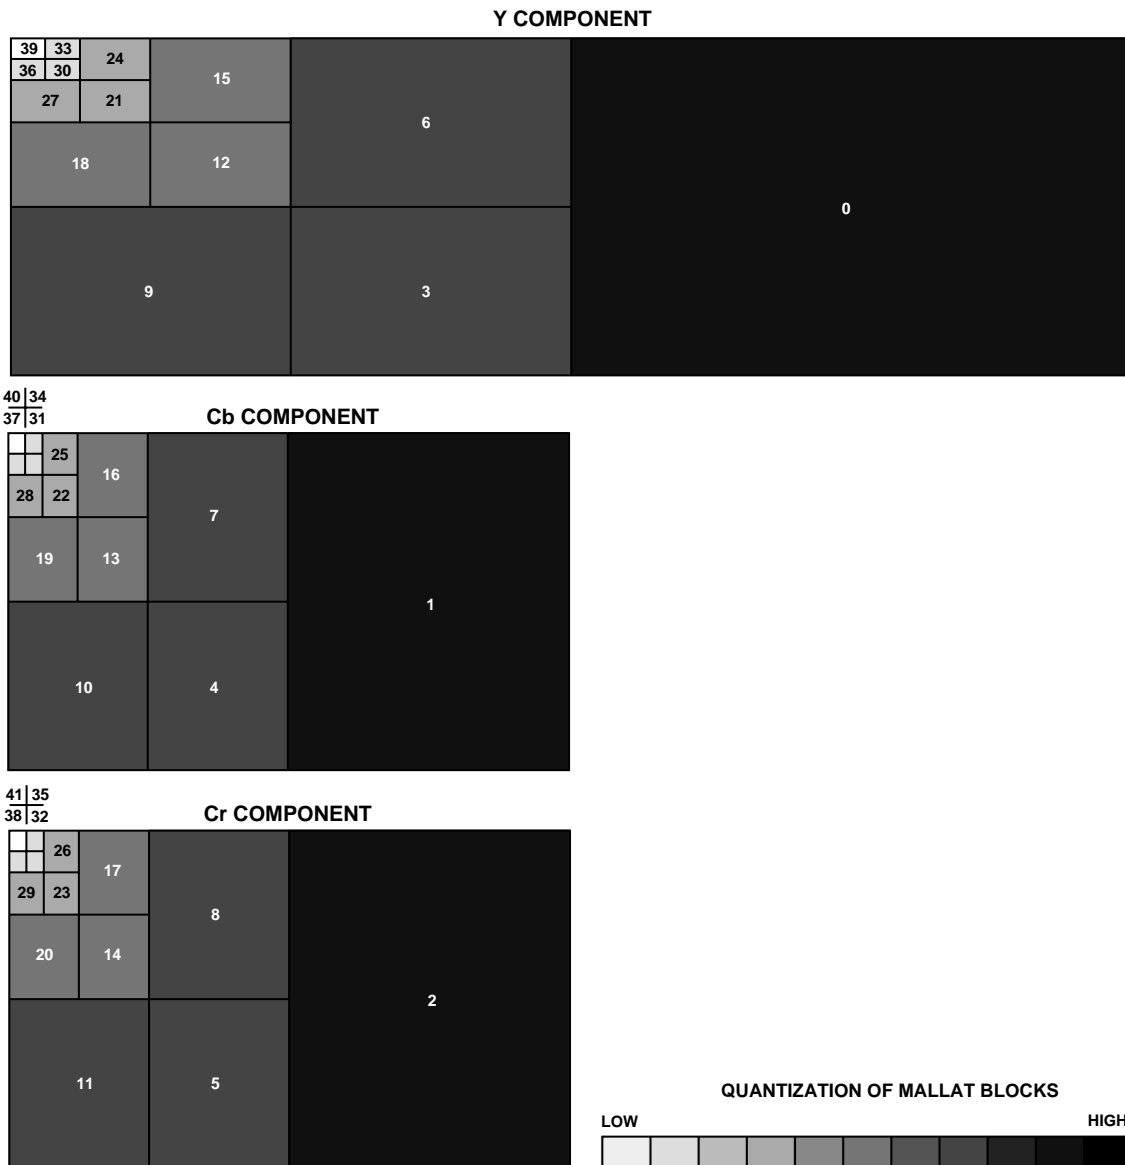 Y COMPONENT
39 33 24 15 6 0
36 30
27 21
18 12
9 3
40 34
37 31
Cb COMPONENT
25 16 7 1
28 22
19 13
10 4
41 35
38 32
Cr COMPONENT
26 17 8 2
29 23
20 14
11 5
QUANTIZATION OF MALLAT BLOCKS
LOW HIGH